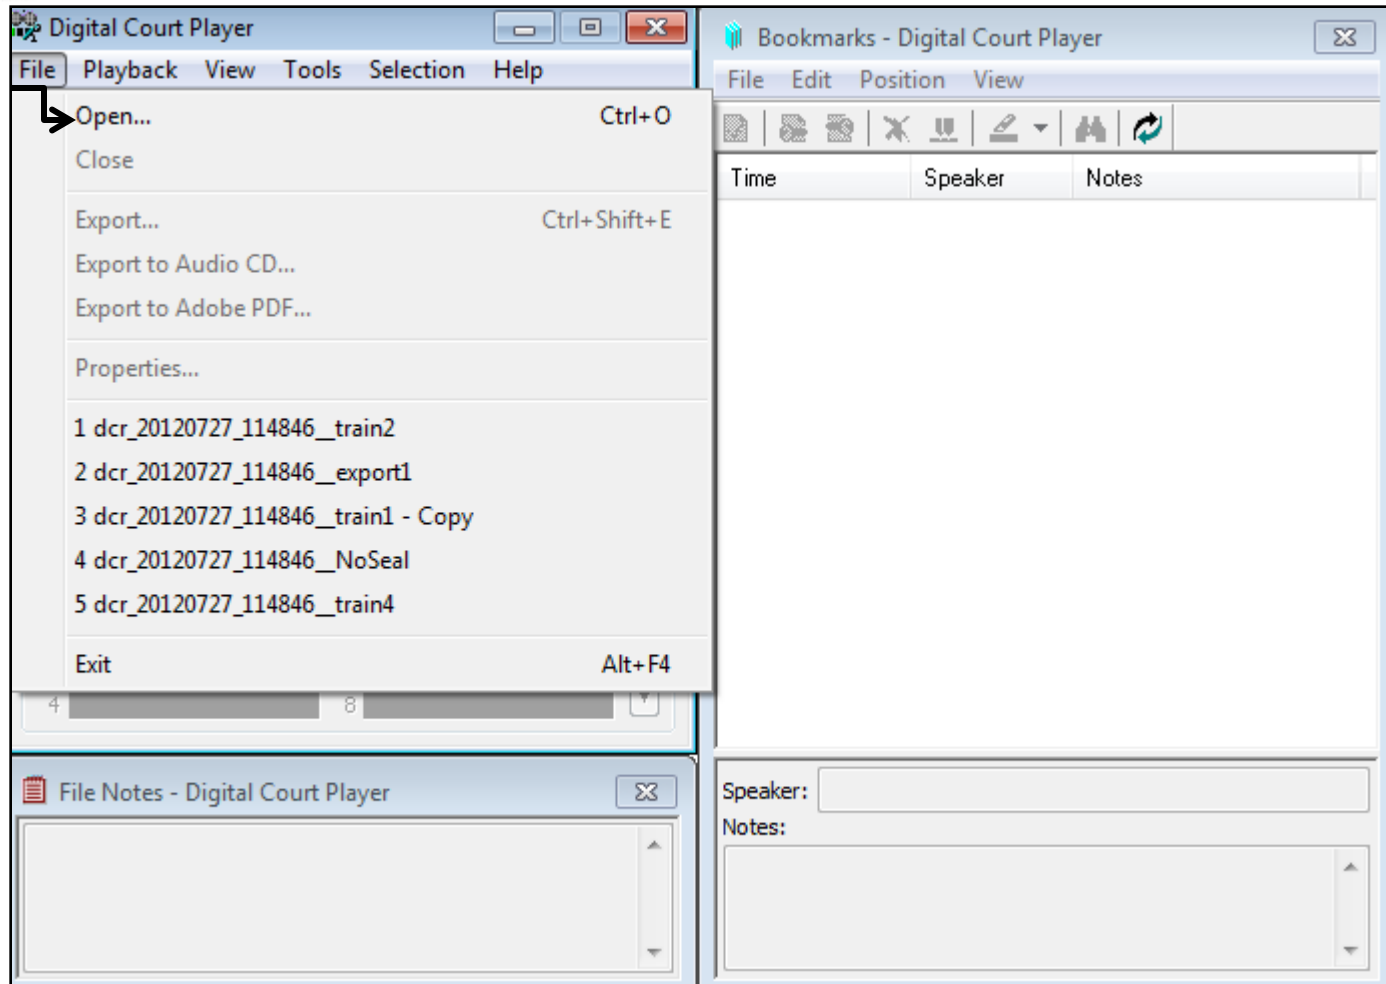 Digital Court Player
File Playback View Tools Selection Help
Open... Ctrl+O
Close
Export... Ctrl+Shift+E
Export to Audio CD...
Export to Adobe PDF...
Properties...
1 dcr_20120727_114846__train2
2 dcr_20120727_114846__export1
3 dcr_20120727_114846__train1 - Copy
4 dcr_20120727_114846__NoSeal
5 dcr_20120727_114846__train4
Exit Alt+F4
4 8
File Notes - Digital Court Player
Bookmarks - Digital Court Player
File Edit Position View
Time Speaker Notes
Speaker:
Notes: